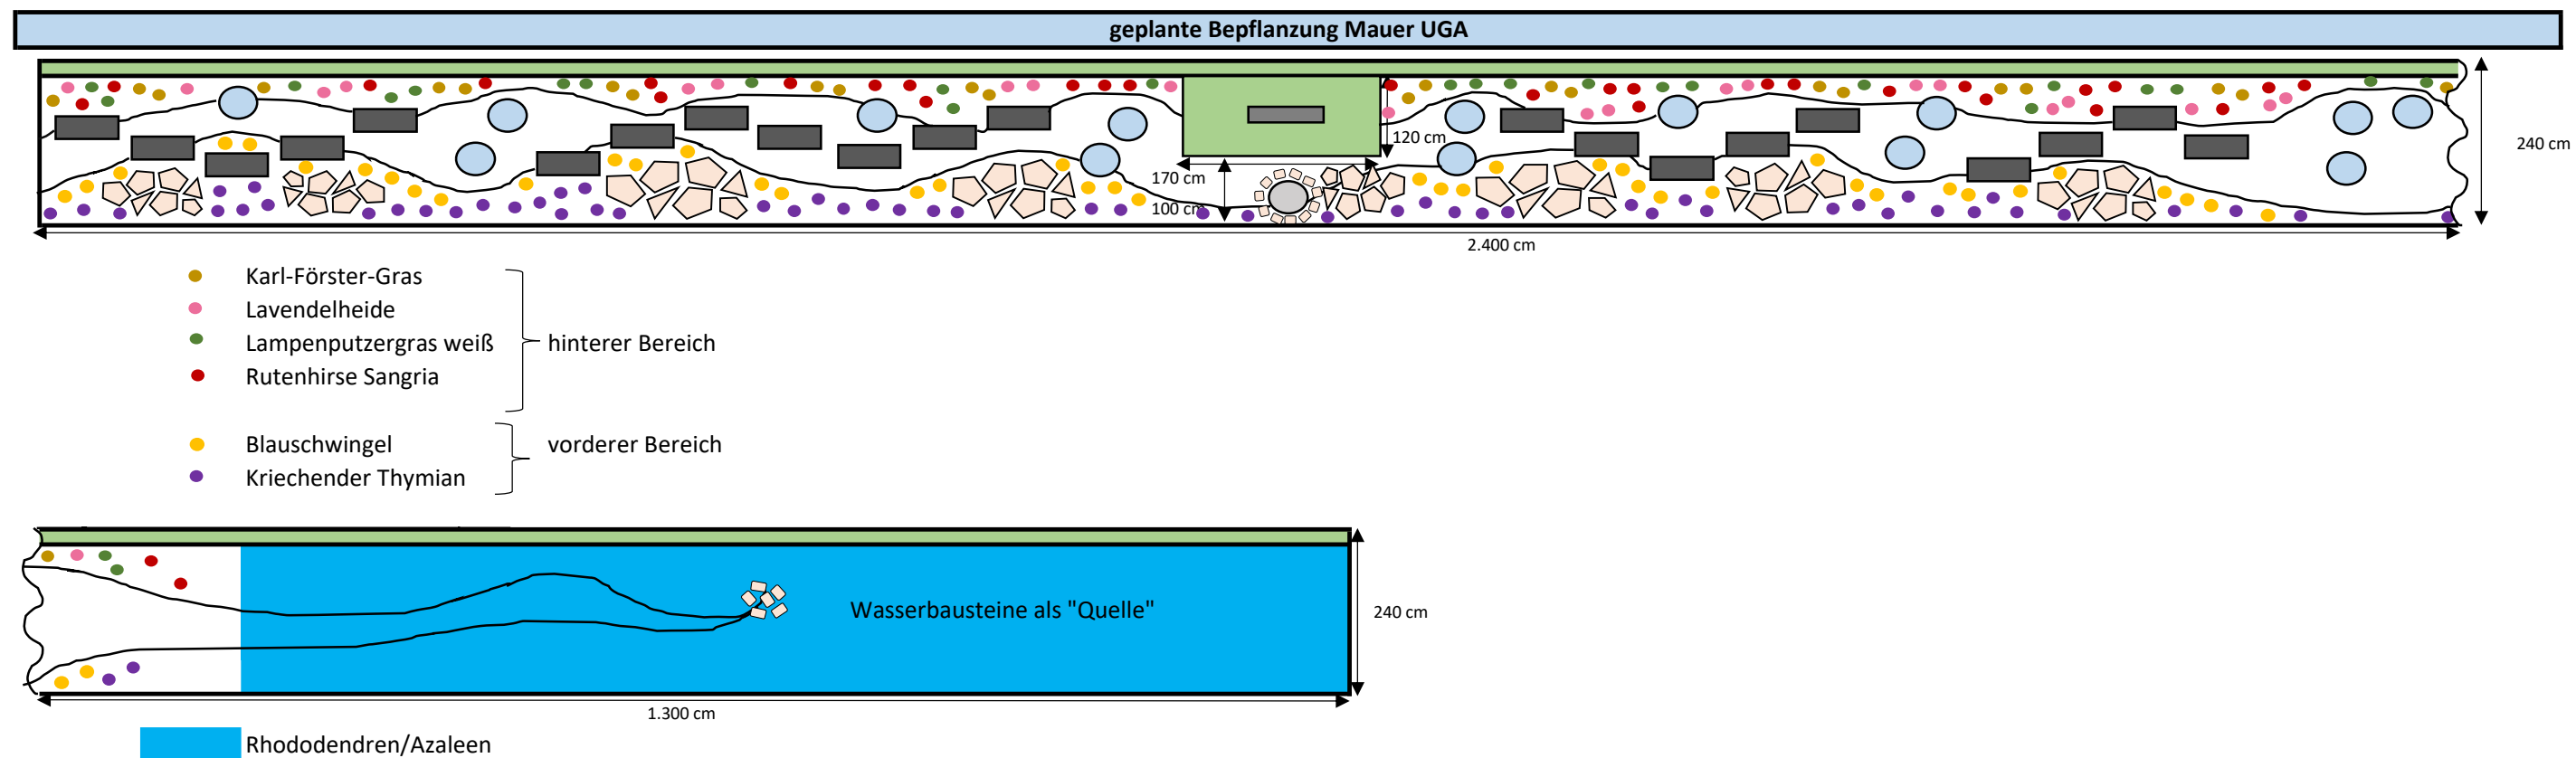 geplante Bepflanzung Mauer UGA
120 cm
240 cm
170 cm
100 cm
2.400 cm
Karl-Förster-Gras
Lavendelheide
Lampenputzergras weiß
hinterer Bereich
Rutenhirse Sangria
Blauschwingel
vorderer Bereich
Kriechender Thymian
Wasserbausteine als "Quelle"
240 cm
1.300 cm
Rhododendren/Azaleen